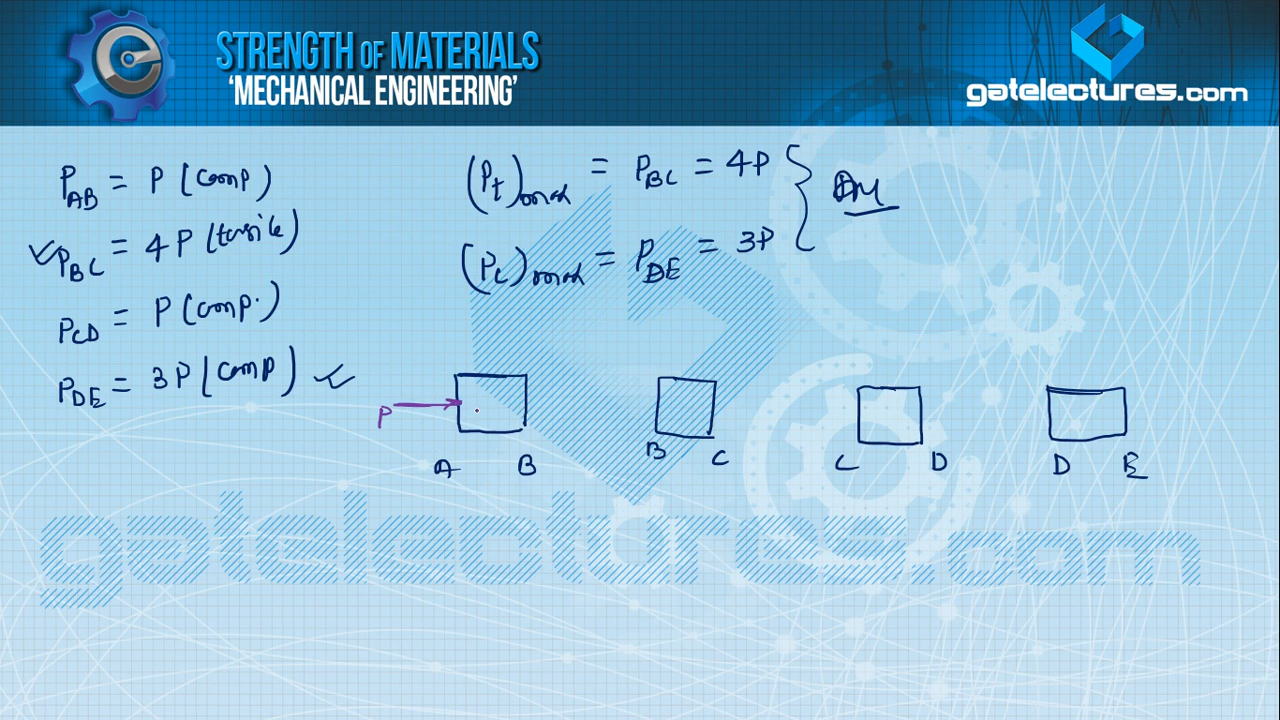 STRENGTH OF MATERIALS
'MECHANICAL ENGINEERING'
gatelectures.com
P_AB = P (comp)
P_BC = 4P (tensile)
P_CD = P (comp.)
P_DE = 3P (comp)
(P_t)max = P_BC = 4P
(P_c)max = P_DE = 3P
P
A B
B C
C D
D E
gatelectures.com